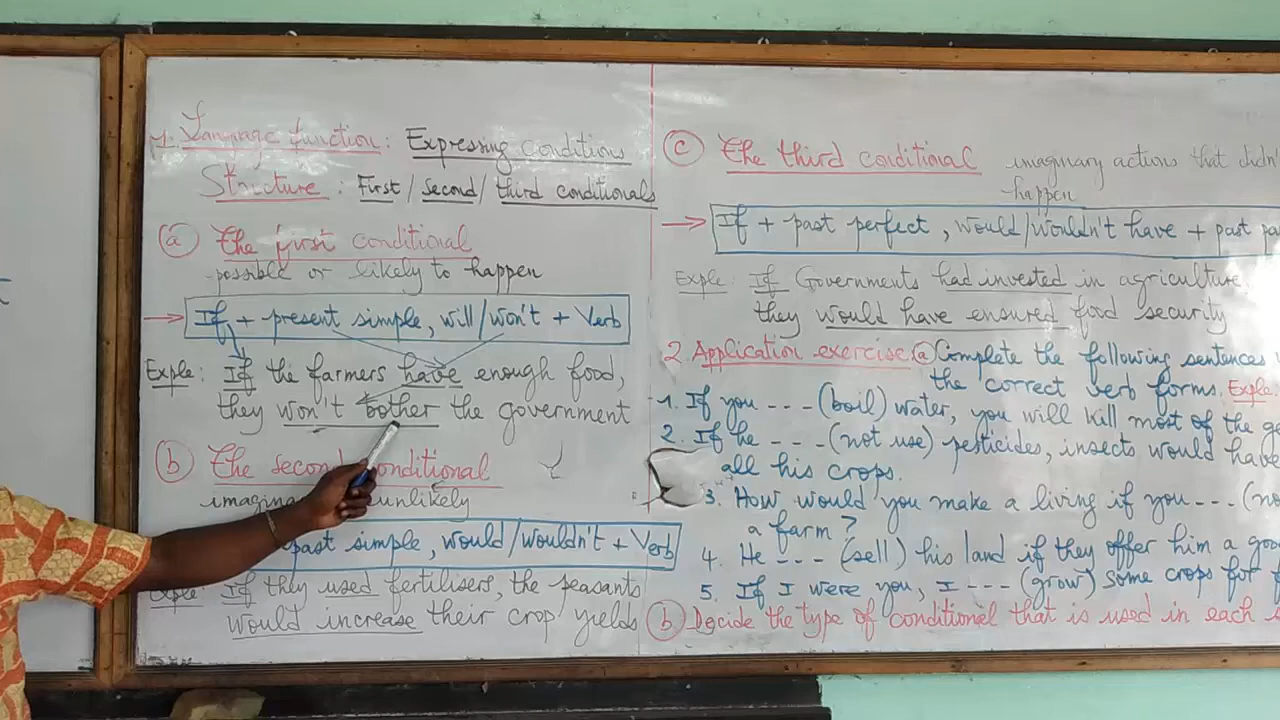 1. Language function: Expressing Conditions
Structure: First/Second/third conditionals
(a) The first conditional
possible or likely to happen
If + present simple, will/won't + Verb
Exple: If the farmers have enough food,
they won't bother the government
(b) The second conditional
unlikely
past simple, would/wouldn't + Verb
Exple: If they used fertilisers, the peasants
would increase their crop yields
(c) The third conditional imaginary actions that didn't
happen
If + past perfect, would/wouldn't have + past
Exple: If Governments had invested in agriculture,
they would have ensured food security
2. Application exercise: (a) Complete the following sentences
the correct verb forms. Exple
1. If you --- (boil) water, you will kill most of the
2. If he --- (not use) pesticides, insects would have
all his crops.
3. How would you make a living if you ---
a farm?
4. He --- (sell) his land if they offer him a
5. If I were you, I ---- (grow) some crops for
(b) Decide the type of conditional that is used in each